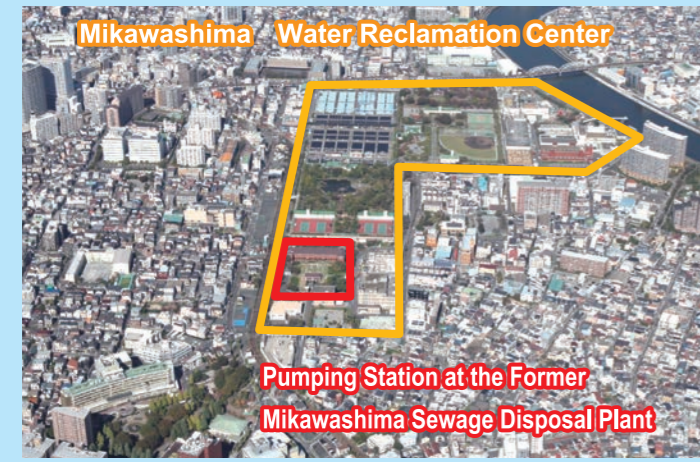 Mikawashima Water Reclamation Center
Pumping Station at the Former
Mikawashima Sewage Disposal Plant